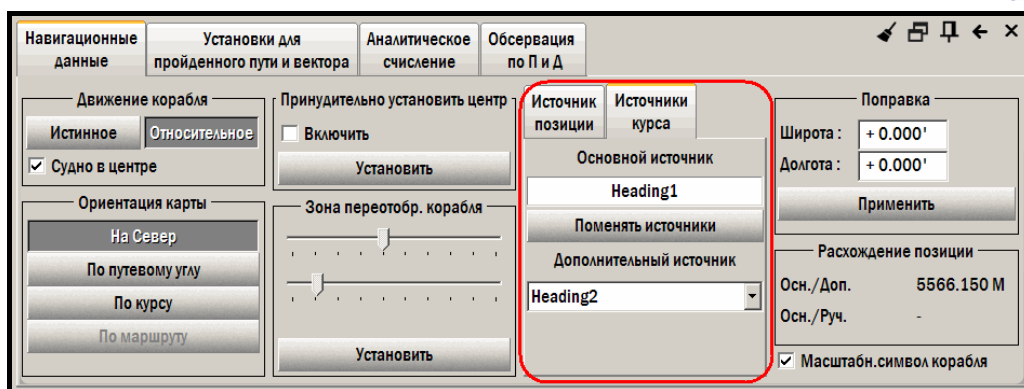 Навигационные данные
Установки для пройденного пути и вектора
Аналитическое счисление
Обсервация по П и Д
Движение корабля
Истинное
Относительное
Судно в центре
Ориентация карты
На Север
По путевому углу
По курсу
По маршруту
Принудительно установить центр
Включить
Установить
Зона переотобр. корабля
Установить
Источник позиции
Источники курса
Основной источник
Heading1
Поменять источники
Дополнительный источник
Heading2
Поправка
Широта :
+ 0.000'
Долгота :
+ 0.000'
Применить
Расхождение позиции
Осн./Доп.
5566.150 М
Осн./Руч.
-
Масштабн.символ корабля